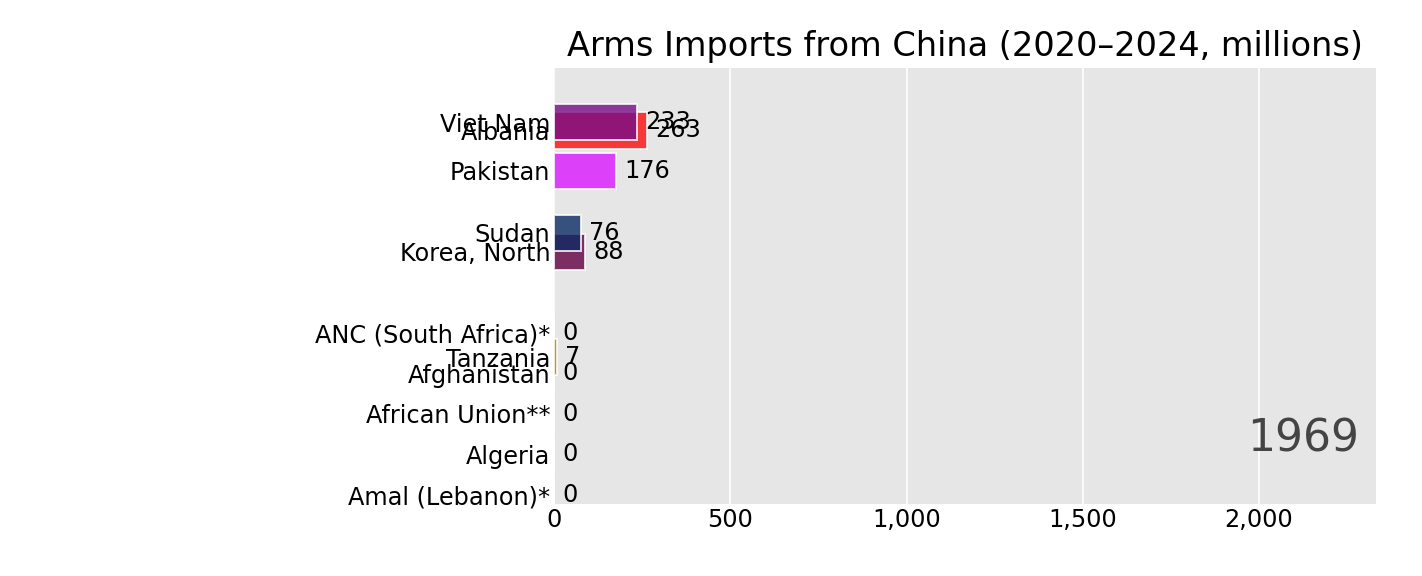 Arms Imports from China (2020–2024, millions)
Viet Nam 233
Albania 263
Pakistan 176
Sudan 76
Korea, North 88
ANC (South Africa)* 0
Tanzania 7
Afghanistan 0
African Union** 0
1969
Algeria 0
Amal (Lebanon)* 0
0 500 1,000 1,500 2,000